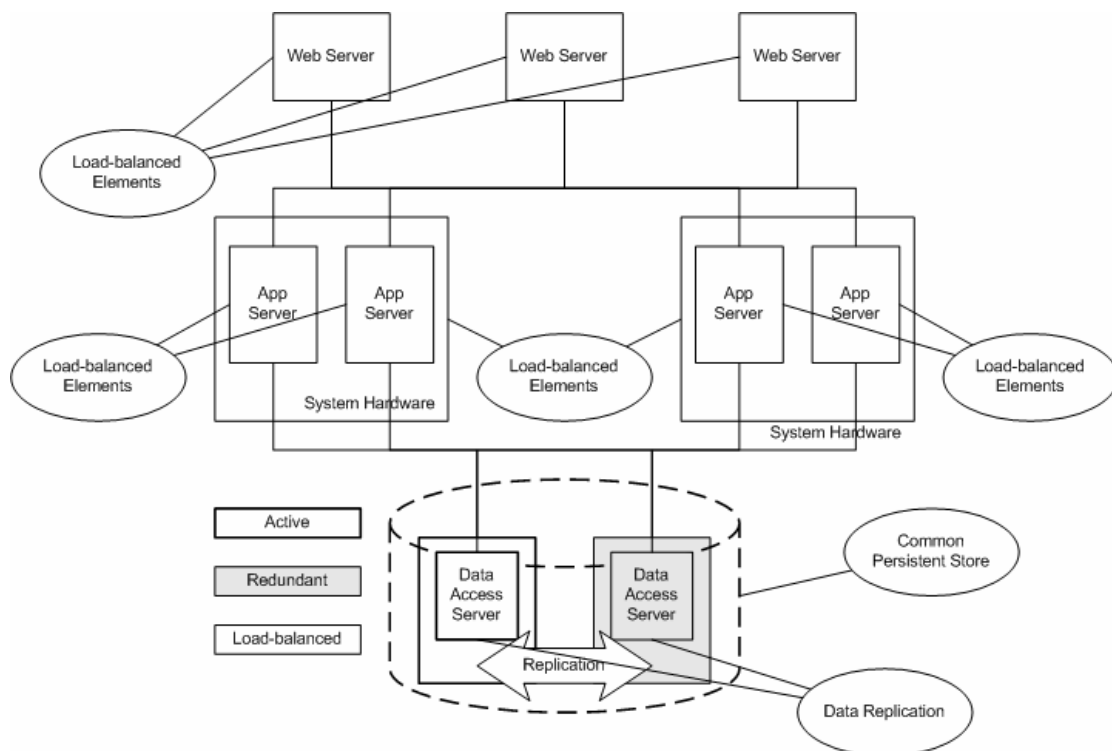 Web Server
Web Server
Web Server
Load-balanced
Elements
App
Server
App
Server
App
Server
App
Server
Load-balanced
Elements
Load-balanced
Elements
Load-balanced
Elements
System Hardware
System Hardware
Active
Redundant
Load-balanced
Data
Access
Server
Data
Access
Server
Replication
Common
Persistent Store
Data Replication